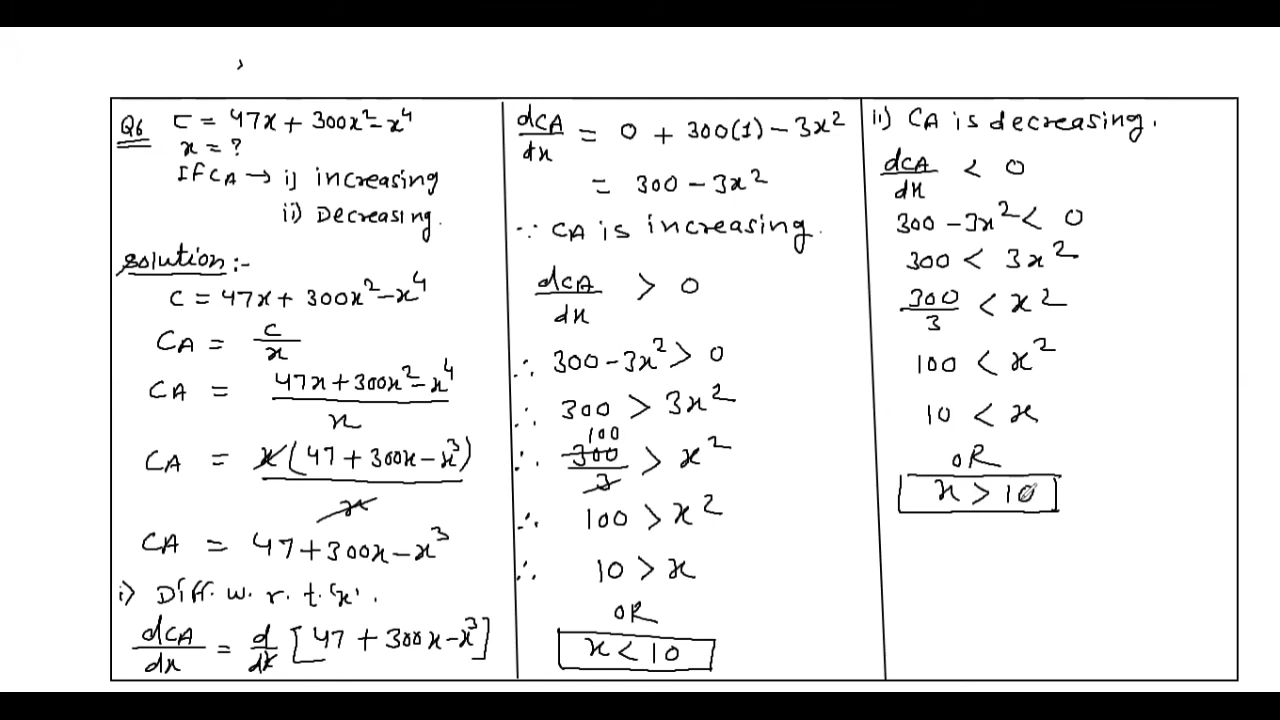 Q6 C = 47x + 300x² - x⁴
x = ?
If CA → i) increasing
ii) Decreasing.
Solution :-
C = 47x + 300x² - x⁴
CA = C/x
CA = (47x + 300x² - x⁴)/x
CA = x(47 + 300x - x³)/x
CA = 47 + 300x - x³
i) Diff. w. r. t. 'x'.
dCA/dx = d/dx [47 + 300x - x³]
dCA/dx = 0 + 300(1) - 3x²
= 300 - 3x²
∵ CA is increasing.
dCA/dx > 0
∴ 300 - 3x² > 0
∴ 300 > 3x²
100
∴ 300/3 > x²
∴ 100 > x²
∴ 10 > x
OR
x < 10
ii) CA is decreasing.
dCA/dx < 0
300 - 3x² < 0
300 < 3x²
300/3 < x²
100 < x²
10 < x
OR
x > 10